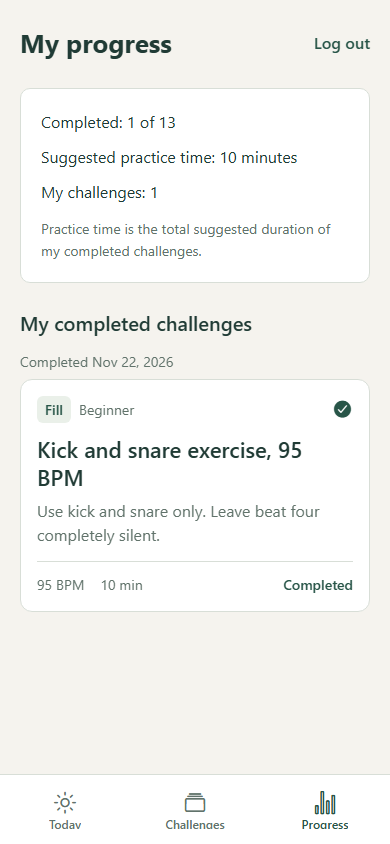 My progress
Log out
Completed: 1 of 13
Suggested practice time: 10 minutes
My challenges: 1
Practice time is the total suggested duration of
my completed challenges.
My completed challenges
Completed Nov 22, 2026
Fill
Beginner
Kick and snare exercise, 95
BPM
Use kick and snare only. Leave beat four
completely silent.
95 BPM
10 min
Completed
Today
Challenges
Progress